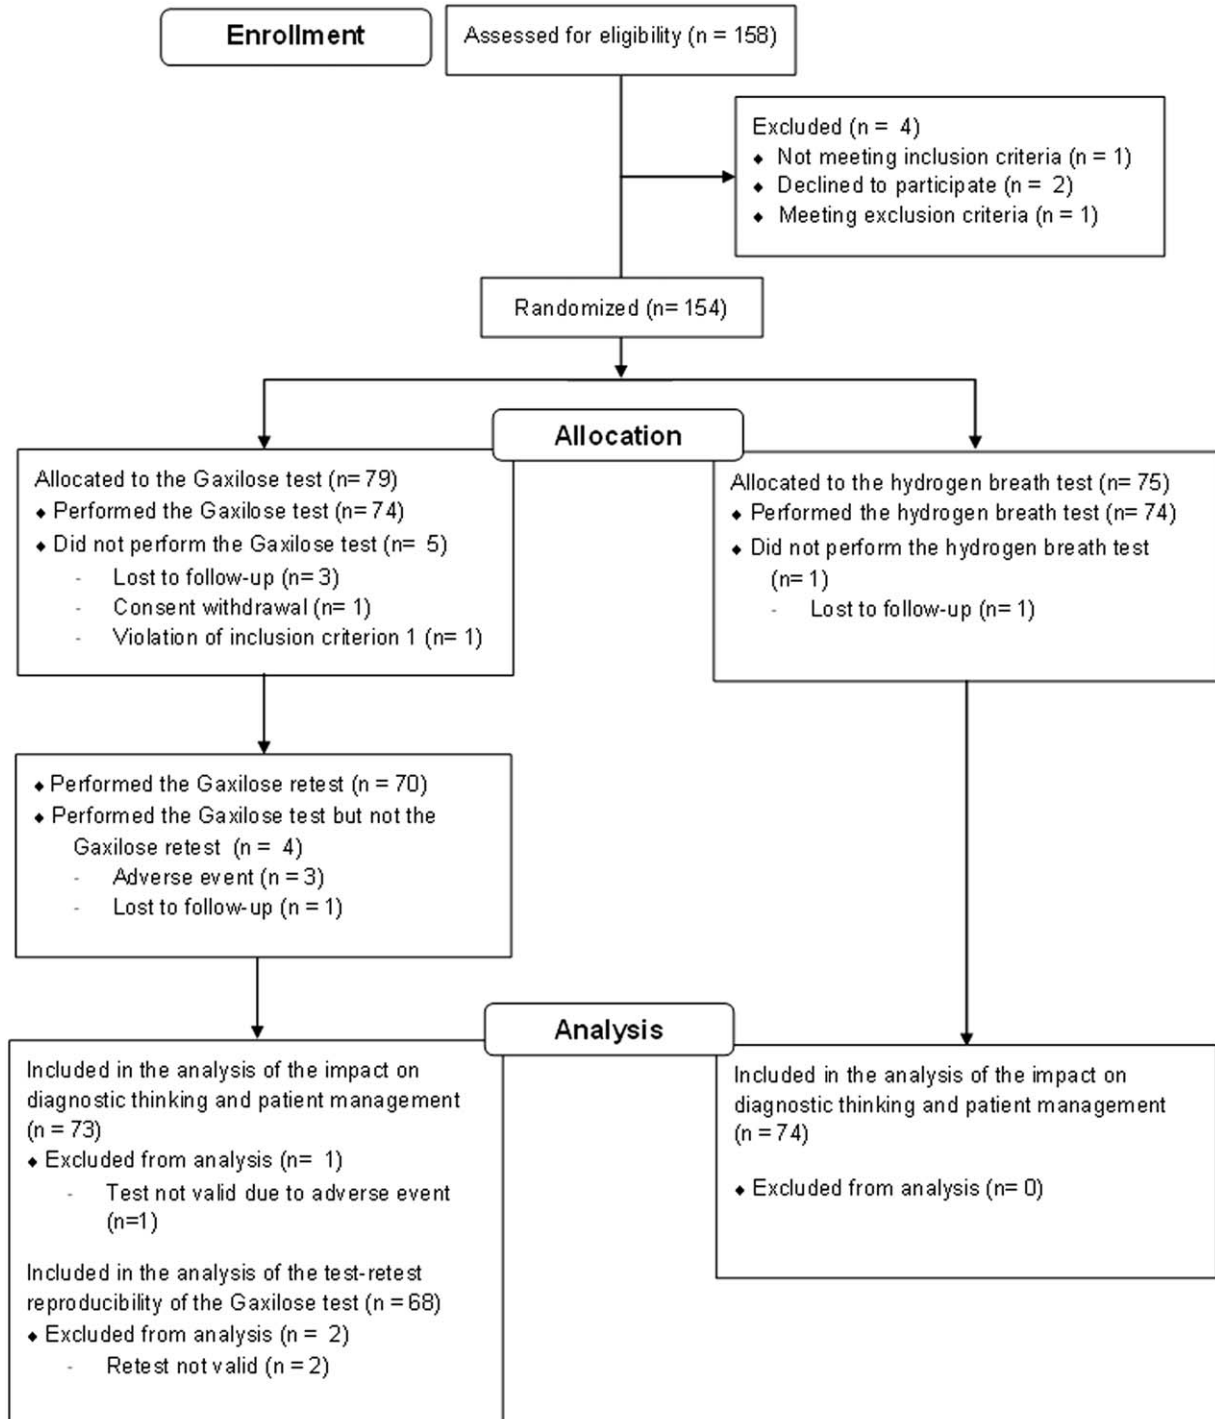 Enrollment
Assessed for eligibility (n = 158)
Excluded (n = 4)
◆ Not meeting inclusion criteria (n = 1)
◆ Declined to participate (n = 2)
◆ Meeting exclusion criteria (n = 1)
Randomized (n= 154)
Allocation
Allocated to the Gaxilose test (n= 79)
◆ Performed the Gaxilose test (n= 74)
◆ Did not perform the Gaxilose test (n= 5)
- Lost to follow-up (n= 3)
- Consent withdrawal (n= 1)
- Violation of inclusion criterion 1 (n= 1)
Allocated to the hydrogen breath test (n= 75)
◆ Performed the hydrogen breath test (n= 74)
◆ Did not perform the hydrogen breath test
(n= 1)
- Lost to follow-up (n= 1)
◆ Performed the Gaxilose retest (n = 70)
◆ Performed the Gaxilose test but not the
Gaxilose retest (n = 4)
- Adverse event (n = 3)
- Lost to follow-up (n = 1)
Analysis
Included in the analysis of the impact on
diagnostic thinking and patient management
(n = 73)
◆ Excluded from analysis (n= 1)
- Test not valid due to adverse event
(n=1)
Included in the analysis of the test-retest
reproducibility of the Gaxilose test (n = 68)
◆ Excluded from analysis (n = 2)
- Retest not valid (n = 2)
Included in the analysis of the impact on
diagnostic thinking and patient management
(n = 74)
◆ Excluded from analysis (n= 0)